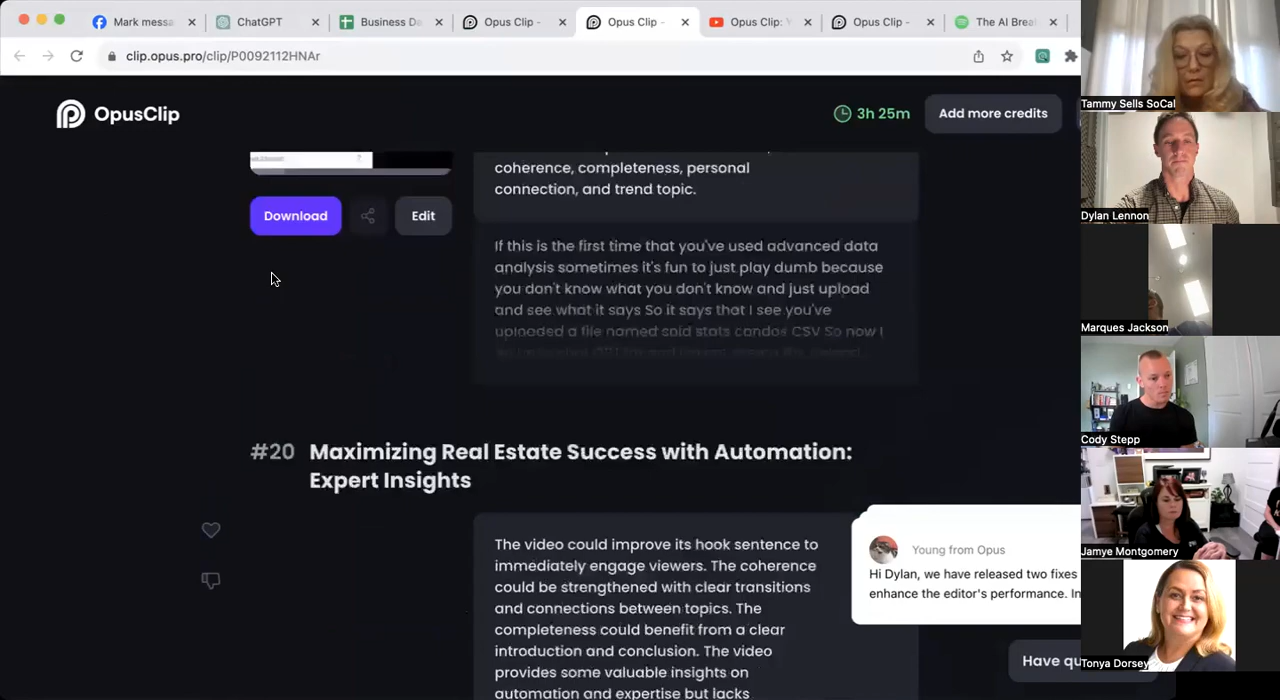 Mark messa
ChatGPT
Business Da
Opus Clip -
Opus Clip -
Opus Clip: Y
Opus Clip -
The AI Brea
clip.opus.pro/clip/P0092112HNAr
OpusClip
3h 25m
Add more credits
coherence, completeness, personal
connection, and trend topic.
Download
Edit
If this is the first time that you've used advanced data
analysis sometimes it's fun to just play dumb because
you don't know what you don't know and just upload
and see what it says So it says that I see you've
uploaded a file named said stats candas CSV So now I
#20 Maximizing Real Estate Success with Automation:
Expert Insights
The video could improve its hook sentence to
immediately engage viewers. The coherence
could be strengthened with clear transitions
and connections between topics. The
completeness could benefit from a clear
introduction and conclusion. The video
provides some valuable insights on
automation and expertise but lacks
Young from Opus
Hi Dylan, we have released two fixes
enhance the editor's performance. In
Have qu
Tammy Sells SoCal
Dylan Lennon
Marques Jackson
Cody Stepp
Jamye Montgomery
Tonya Dorsey